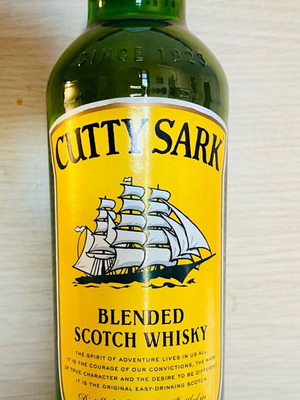 SINCE 1923
CUTTY SARK
BLENDED
SCOTCH WHISKY
THE SPIRIT OF ADVENTURE LIVES IN US ALL.
IT IS THE COURAGE OF OUR CONVICTIONS, THE MARK
OF TRUE CHARACTER AND THE DESIRE TO BE DIFFERENT.
IT IS THE ORIGINAL EASY-DRINKING SCOTCH.